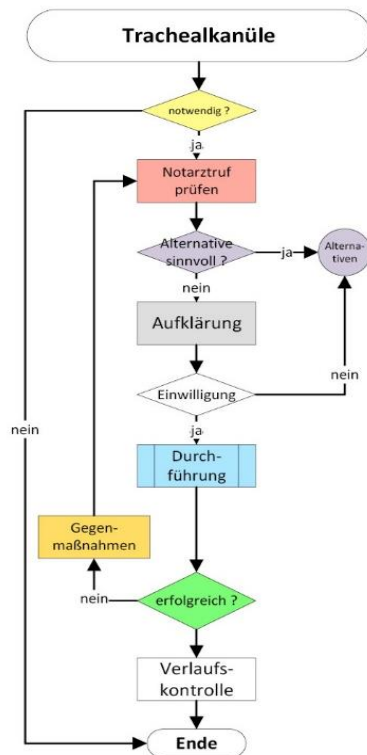 Trachealkanüle
notwendig ?
ja
Notarztruf
prüfen
Alternative
sinnvoll ?
ja
Alterna-
tiven
nein
Aufklärung
nein
Einwilligung
nein
ja
Durch-
führung
Gegen-
maßnahmen
nein
erfolgreich ?
Verlaufs-
kontrolle
Ende